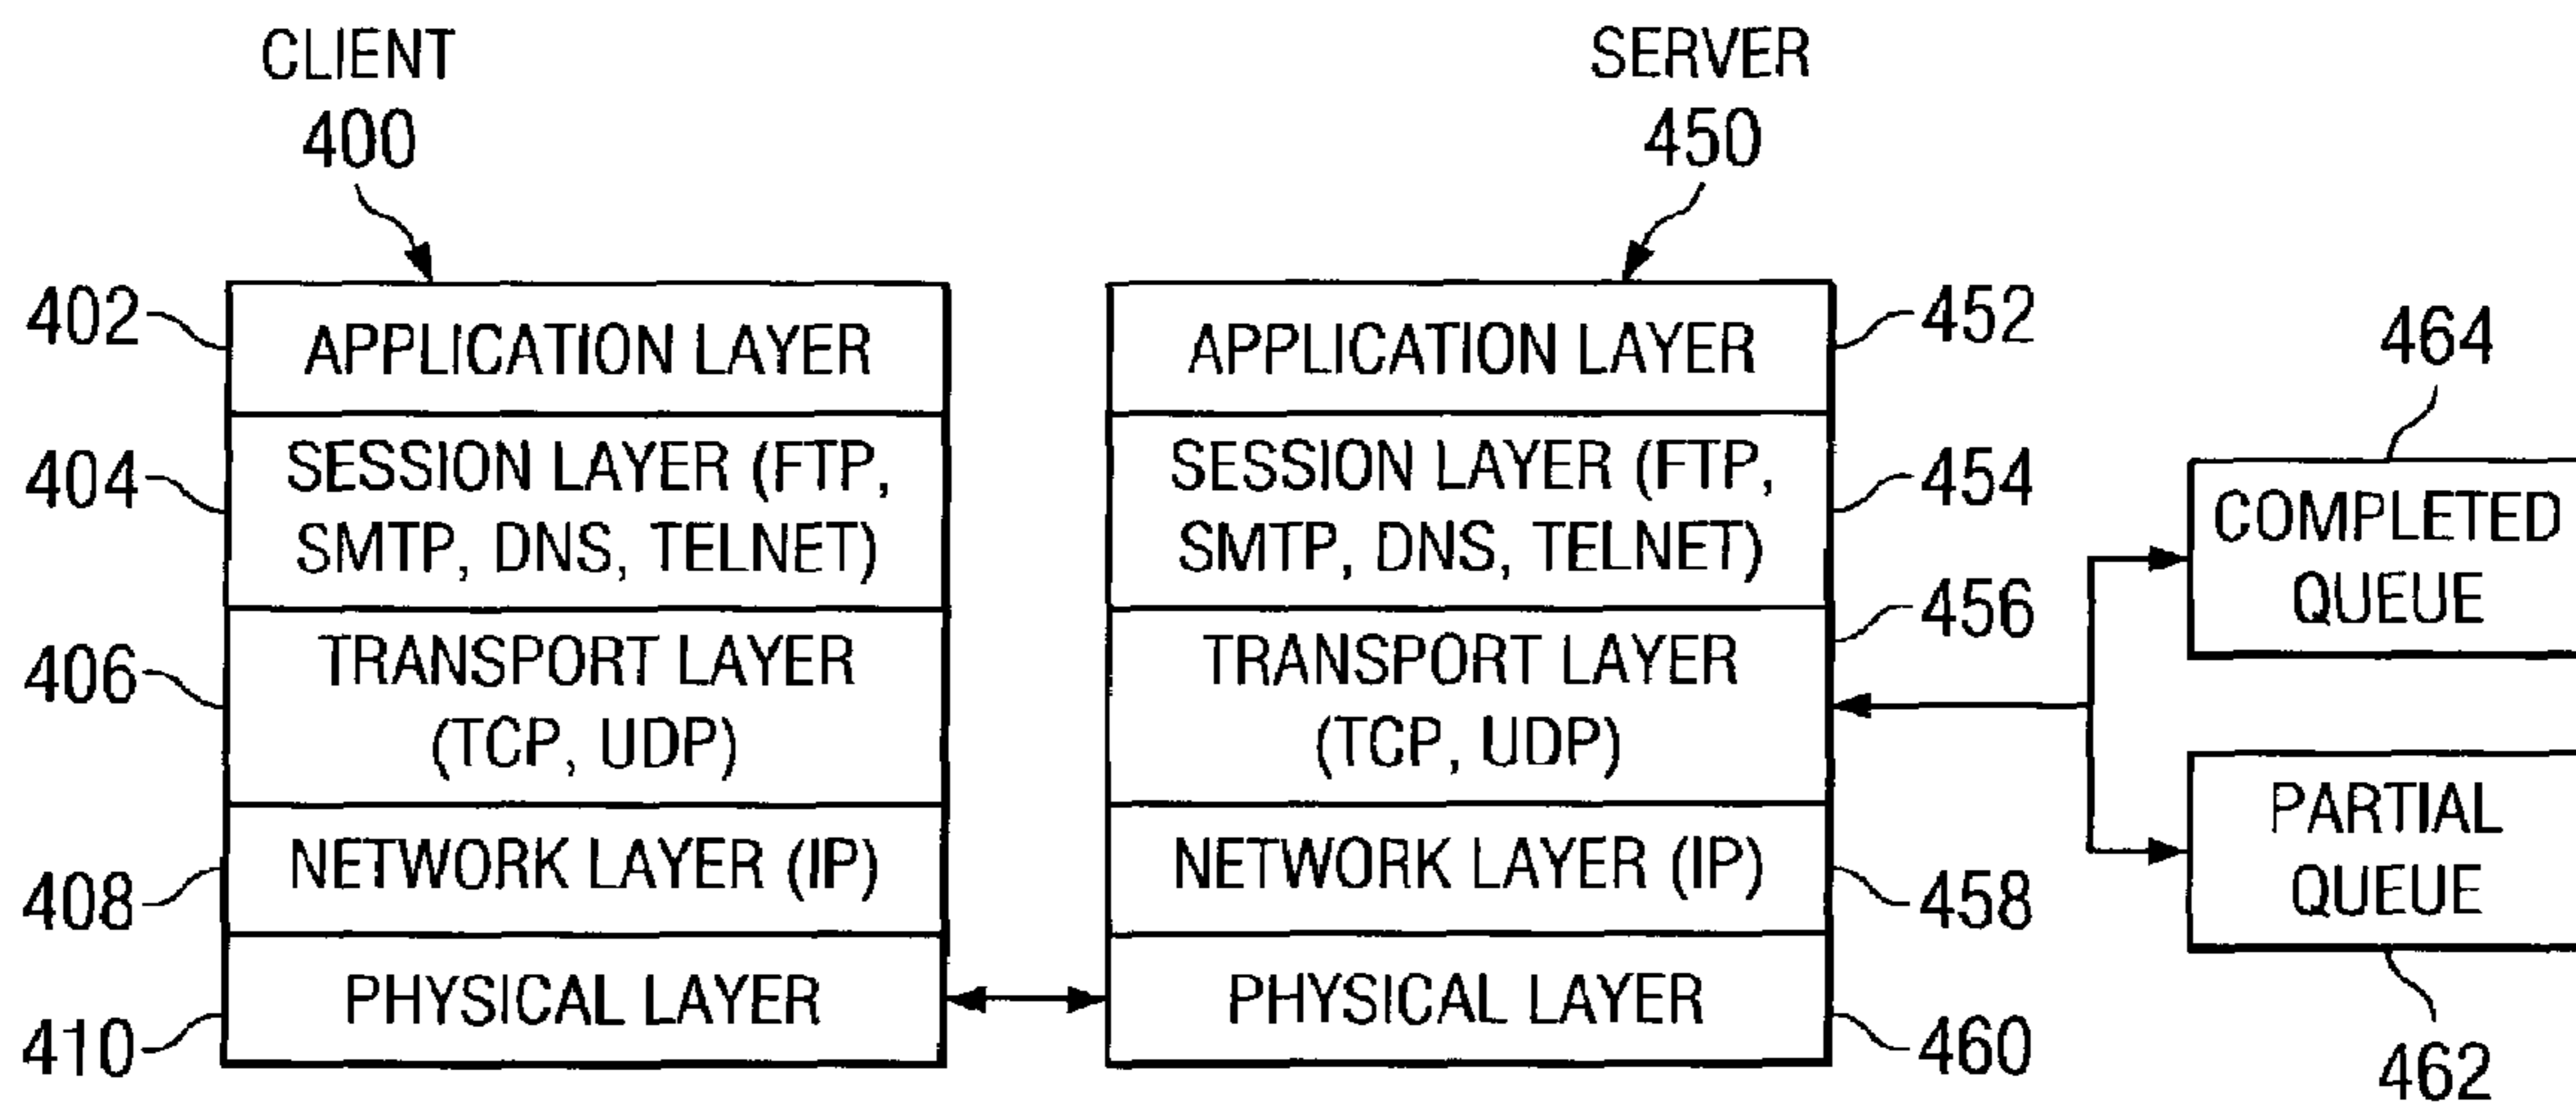 CLIENT
400
SERVER
450
402
APPLICATION LAYER
404
SESSION LAYER (FTP,
SMTP, DNS, TELNET)
406
TRANSPORT LAYER
(TCP, UDP)
408
NETWORK LAYER (IP)
410
PHYSICAL LAYER
APPLICATION LAYER
452
SESSION LAYER (FTP,
SMTP, DNS, TELNET)
454
TRANSPORT LAYER
(TCP, UDP)
456
NETWORK LAYER (IP)
458
PHYSICAL LAYER
460
464
COMPLETED
QUEUE
PARTIAL
QUEUE
462